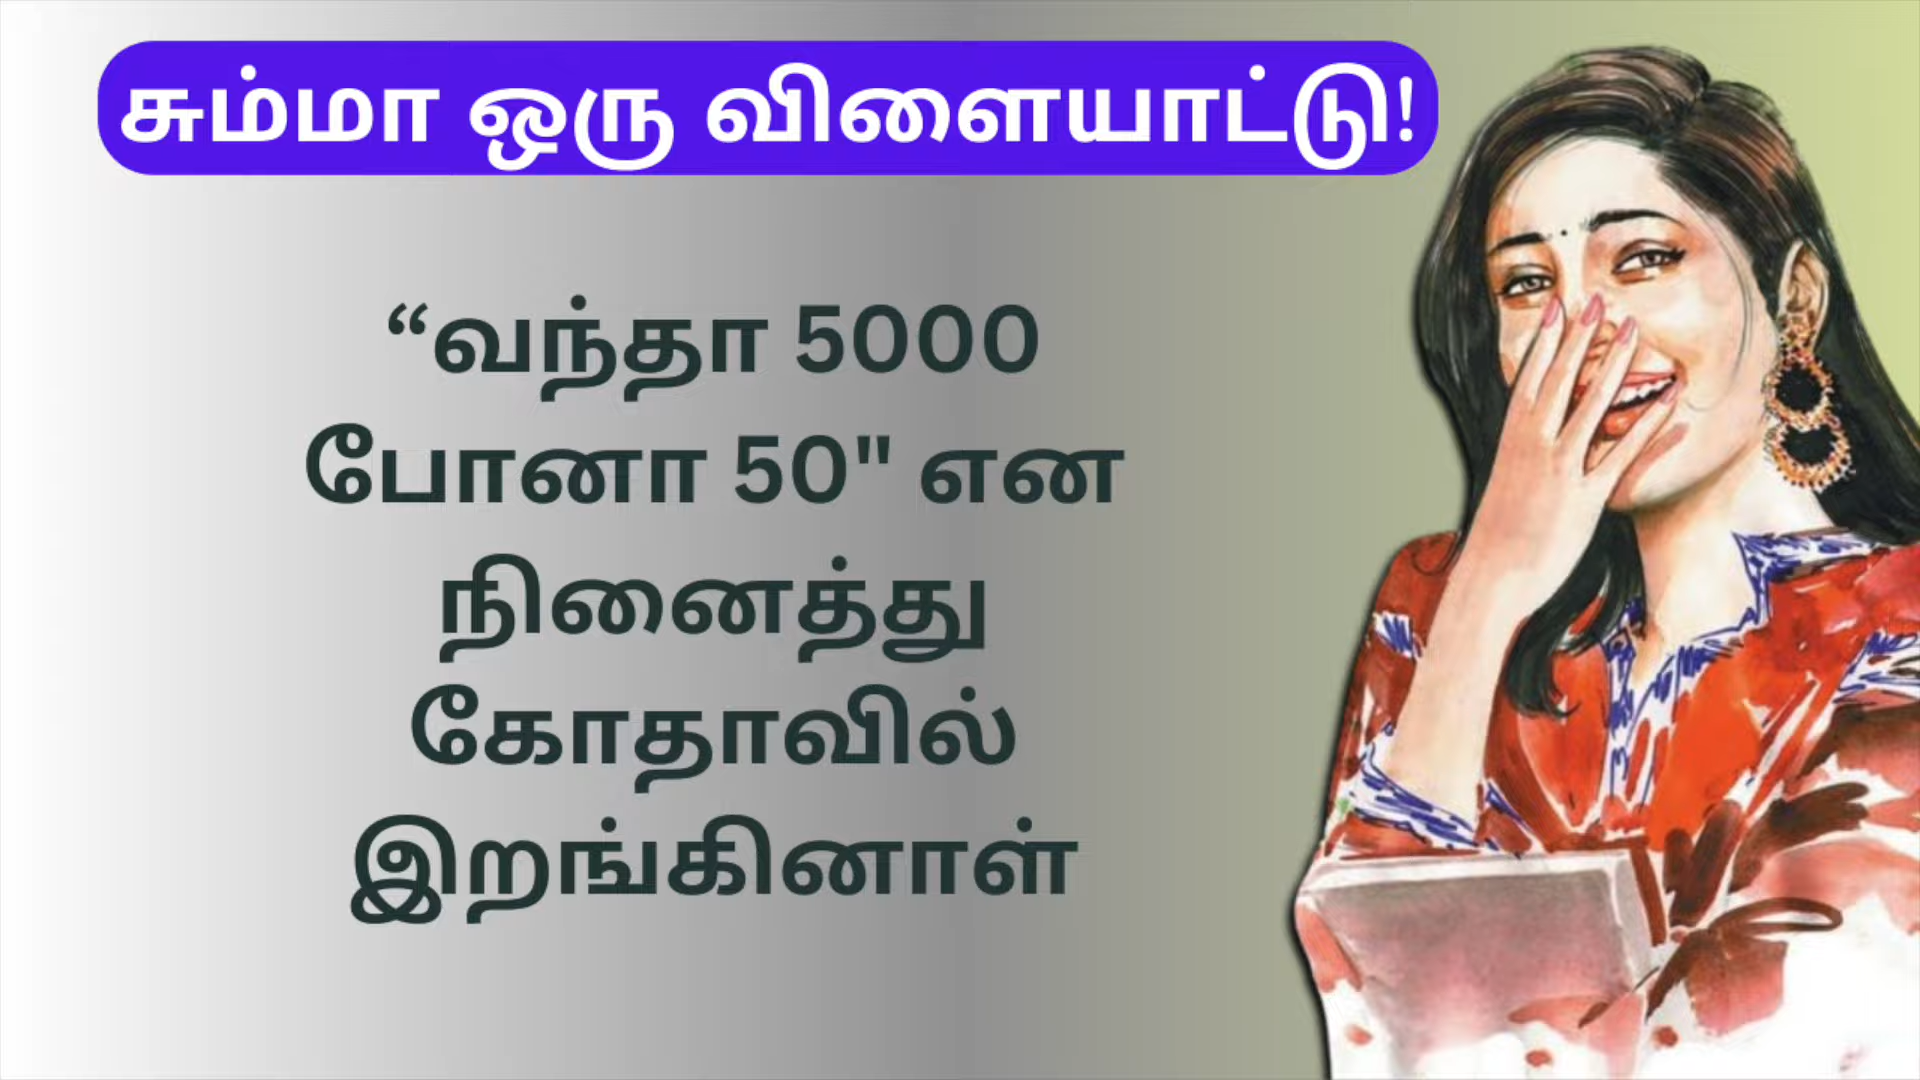 சும்மா ஒரு விளையாட்டு!
“வந்தா 5000
போனா 50" என
நினைத்து
கோதாவில்
இறங்கினாள்